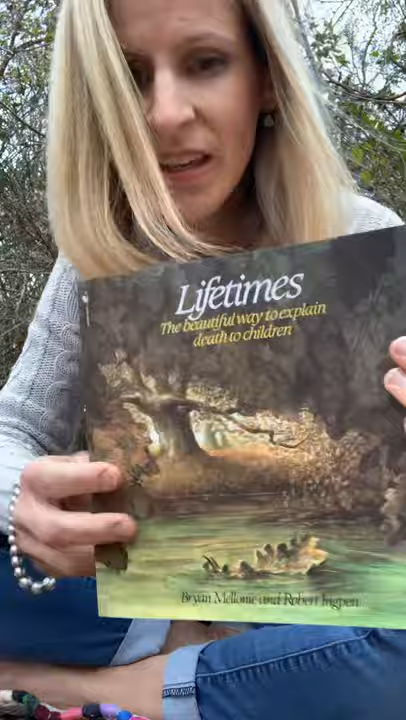 Lifetimes
The beautiful way to explain
death to children
Bryan Mellonie and Robert Ingpen